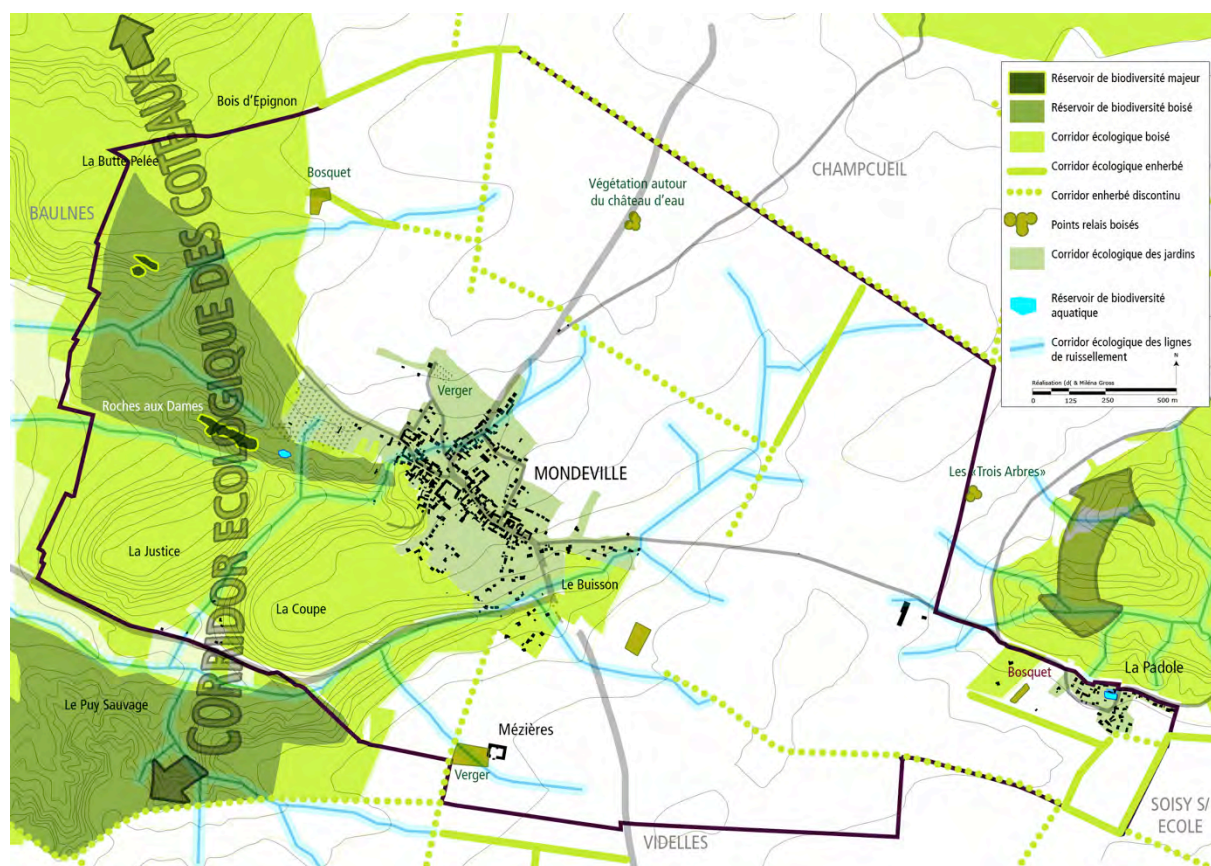 Bois d'Epignon
La Butte Pelée
BAULNES
Bosquet
Végétation autour
du château d'eau
CHAMPCUEIL
CORRIDOR ECOLOGIQUE DES COTEAUX
Verger
Roches aux Dames
MONDEVILLE
Les «Trois Arbres»
La Justice
La Coupe
Le Buisson
Le Puy Sauvage
Mézières
Verger
Bosquet
La Padole
VIDELLES
SOISY S/
ECOLE
Réservoir de biodiversité majeur
Réservoir de biodiversité boisé
Corridor écologique boisé
Corridor écologique enherbé
Corridor enherbé discontinu
Points relais boisés
Corridor écologique des jardins
Réservoir de biodiversité
aquatique
Corridor écologique des lignes
de ruissellement
N
Réalisation (d( & Miléna Gross
0 125 250 500 m